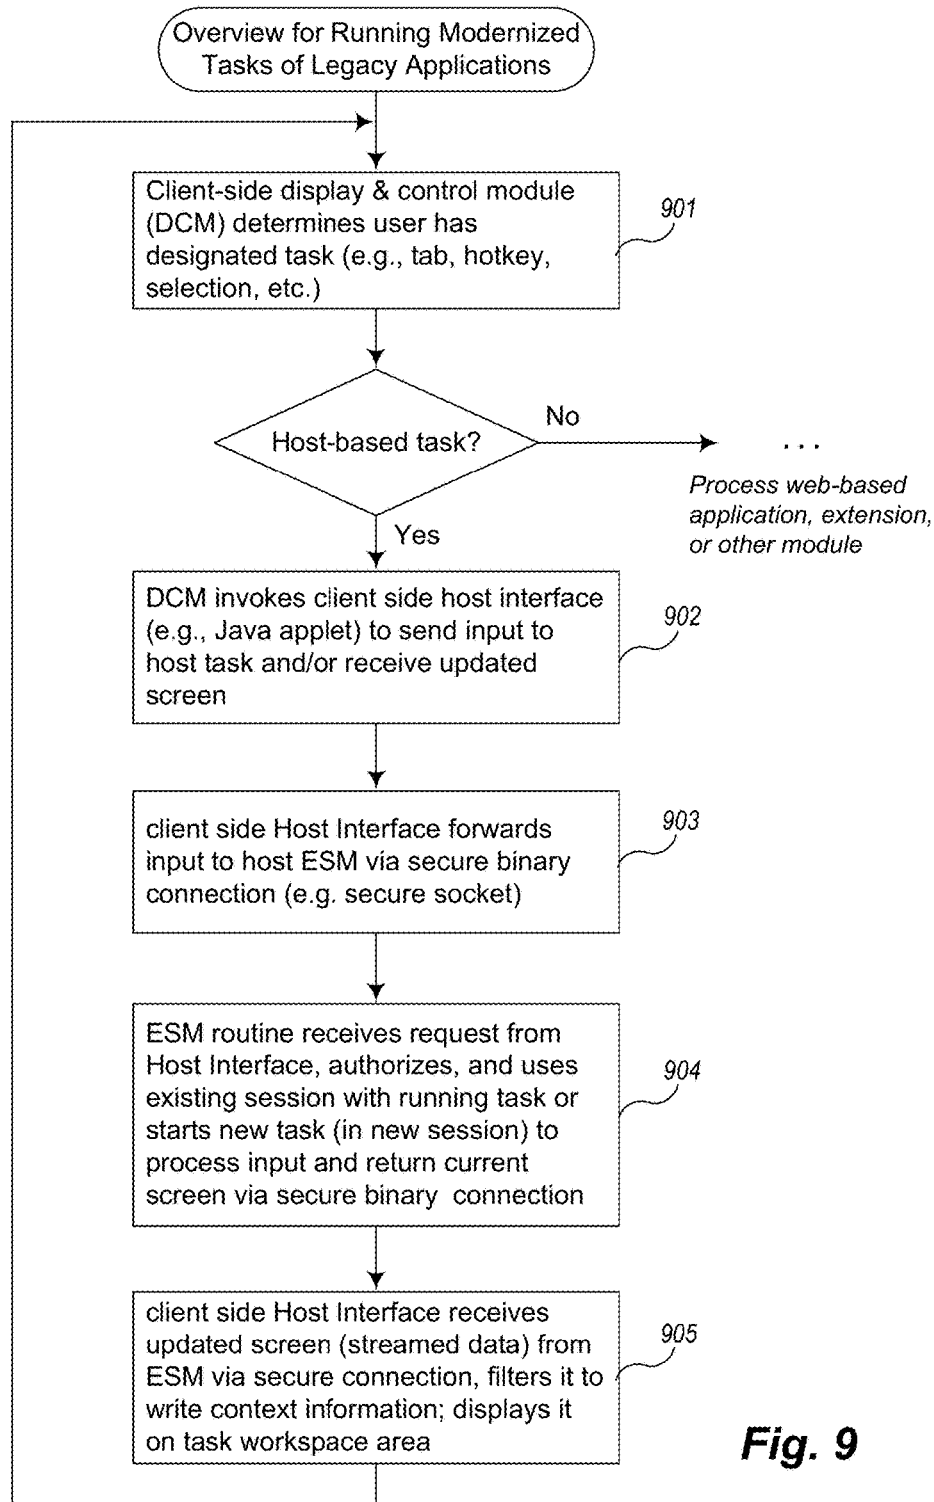 Overview for Running Modernized
Tasks of Legacy Applications
Client-side display & control module
(DCM) determines user has
designated task (e.g., tab, hotkey,
selection, etc.)
901
Host-based task?
No
. . .
Process web-based
application, extension,
or other module
Yes
DCM invokes client side host interface
(e.g., Java applet) to send input to
host task and/or receive updated
screen
902
client side Host Interface forwards
input to host ESM via secure binary
connection (e.g. secure socket)
903
ESM routine receives request from
Host Interface, authorizes, and uses
existing session with running task or
starts new task (in new session) to
process input and return current
screen via secure binary  connection
904
client side Host Interface receives
updated screen (streamed data) from
ESM via secure connection, filters it to
write context information; displays it
on task workspace area
905
Fig. 9